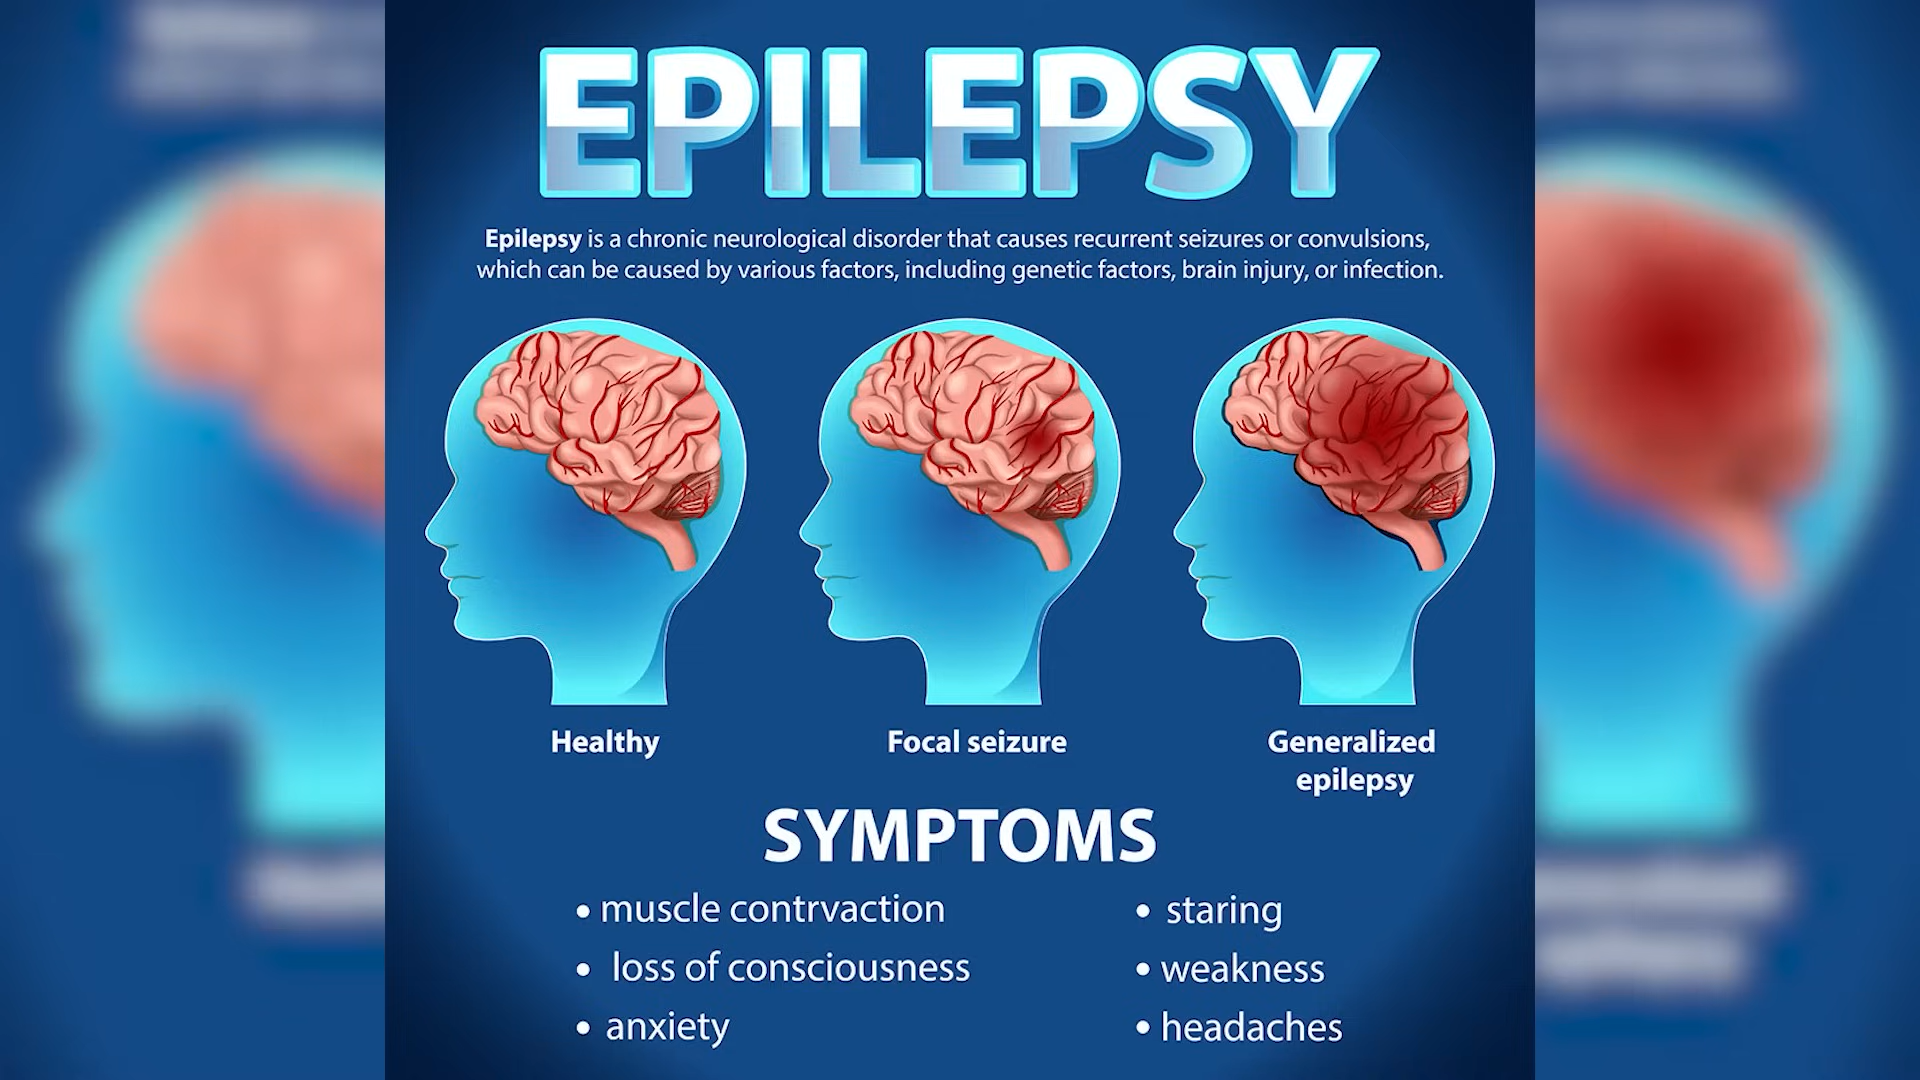 EPILEPSY
Epilepsy is a chronic neurological disorder that causes recurrent seizures or convulsions,
which can be caused by various factors, including genetic factors, brain injury, or infection.
Healthy
Focal seizure
Generalized
epilepsy
SYMPTOMS
• muscle contrvaction
• loss of consciousness
• anxiety
• staring
• weakness
• headaches